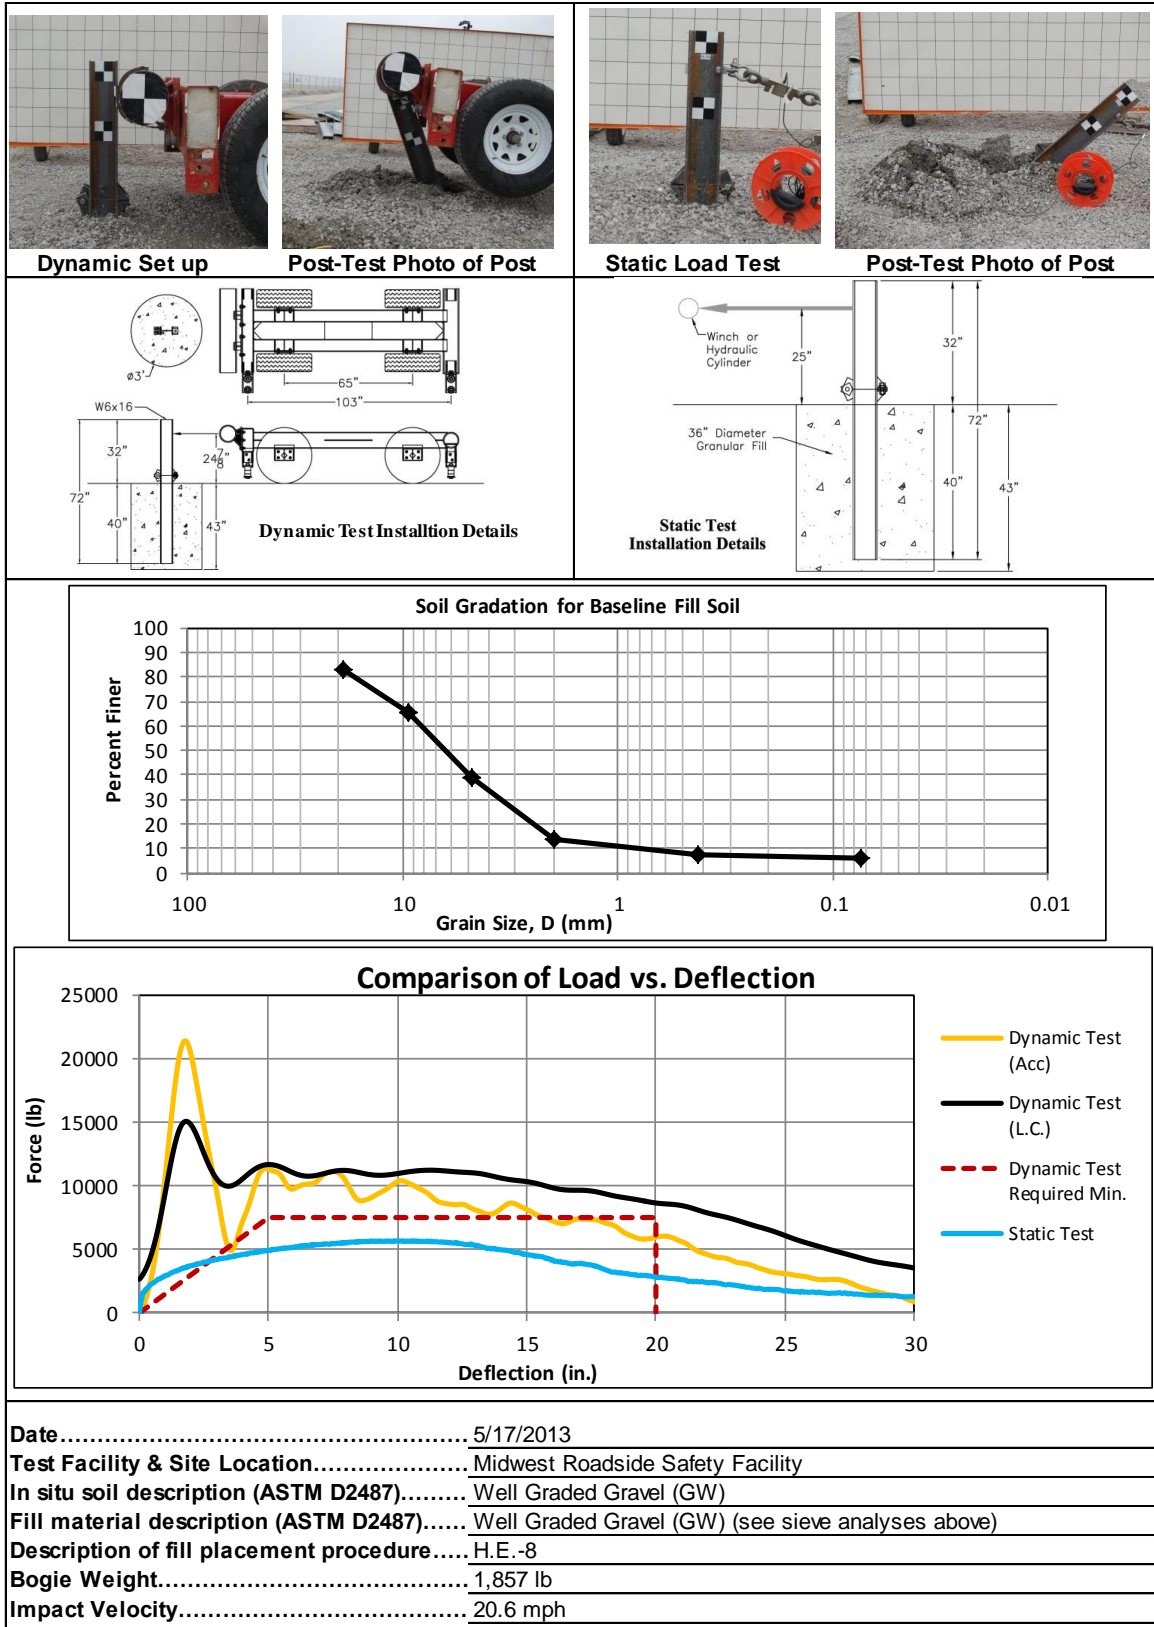 Dynamic Set up
Post-Test Photo of Post
Static Load Test
Post-Test Photo of Post
ø3'
65"
103"
W6x16
32"
24 7/8"
72"
40"
43"
Dynamic Test Installtion Details
Winch or
Hydraulic
Cylinder
25"
32"
36" Diameter
Granular Fill
72"
40"
43"
Static Test
Installation Details
Soil Gradation for Baseline Fill Soil
Percent Finer
100
90
80
70
60
50
40
30
20
10
0
100
10
1
0.1
0.01
Grain Size, D (mm)
Comparison of Load vs. Deflection
Force (lb)
25000
20000
15000
10000
5000
0
0
5
10
15
20
25
30
Deflection (in.)
Dynamic Test
(Acc)
Dynamic Test
(L.C.)
Dynamic Test
Required Min.
Static Test
Date.................................................... 5/17/2013
Test Facility & Site Location.................... Midwest Roadside Safety Facility
In situ soil description (ASTM D2487)......... Well Graded Gravel (GW)
Fill material description (ASTM D2487)...... Well Graded Gravel (GW) (see sieve analyses above)
Description of fill placement procedure..... H.E.-8
Bogie Weight........................................ 1,857 lb
Impact Velocity..................................... 20.6 mph